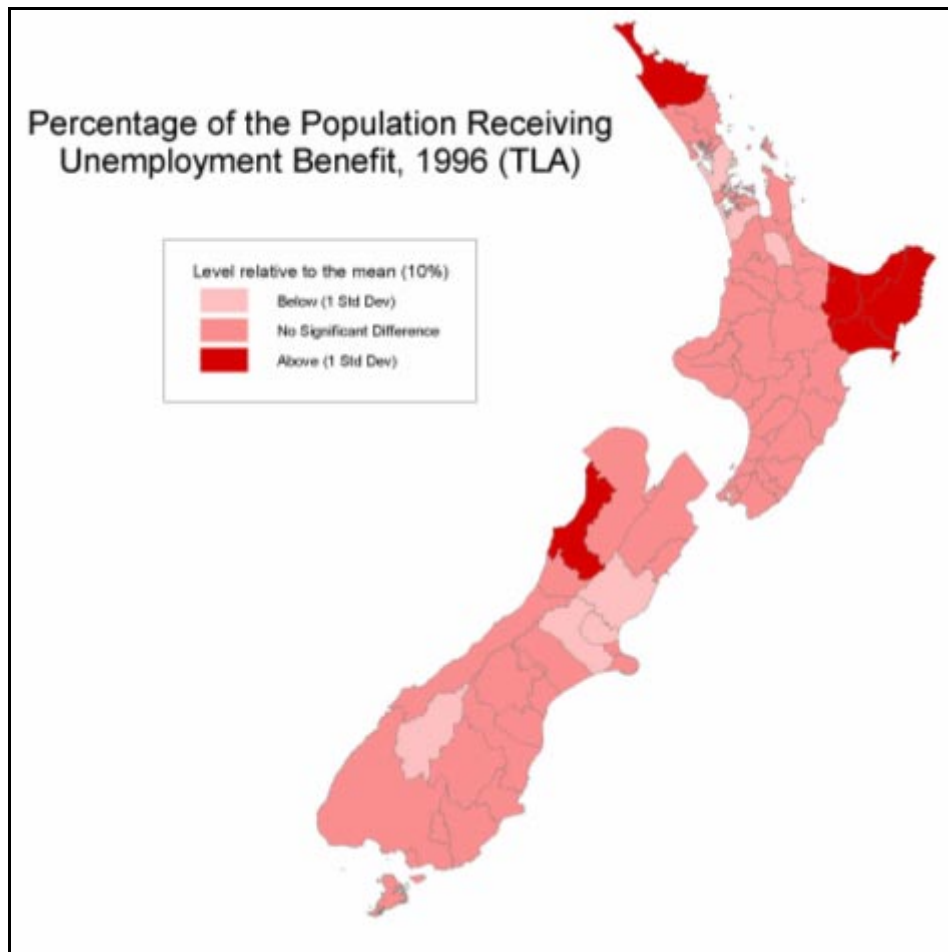 Percentage of the Population Receiving
Unemployment Benefit, 1996 (TLA)
Level relative to the mean (10%)
Below (1 Std Dev)
No Significant Difference
Above (1 Std Dev)